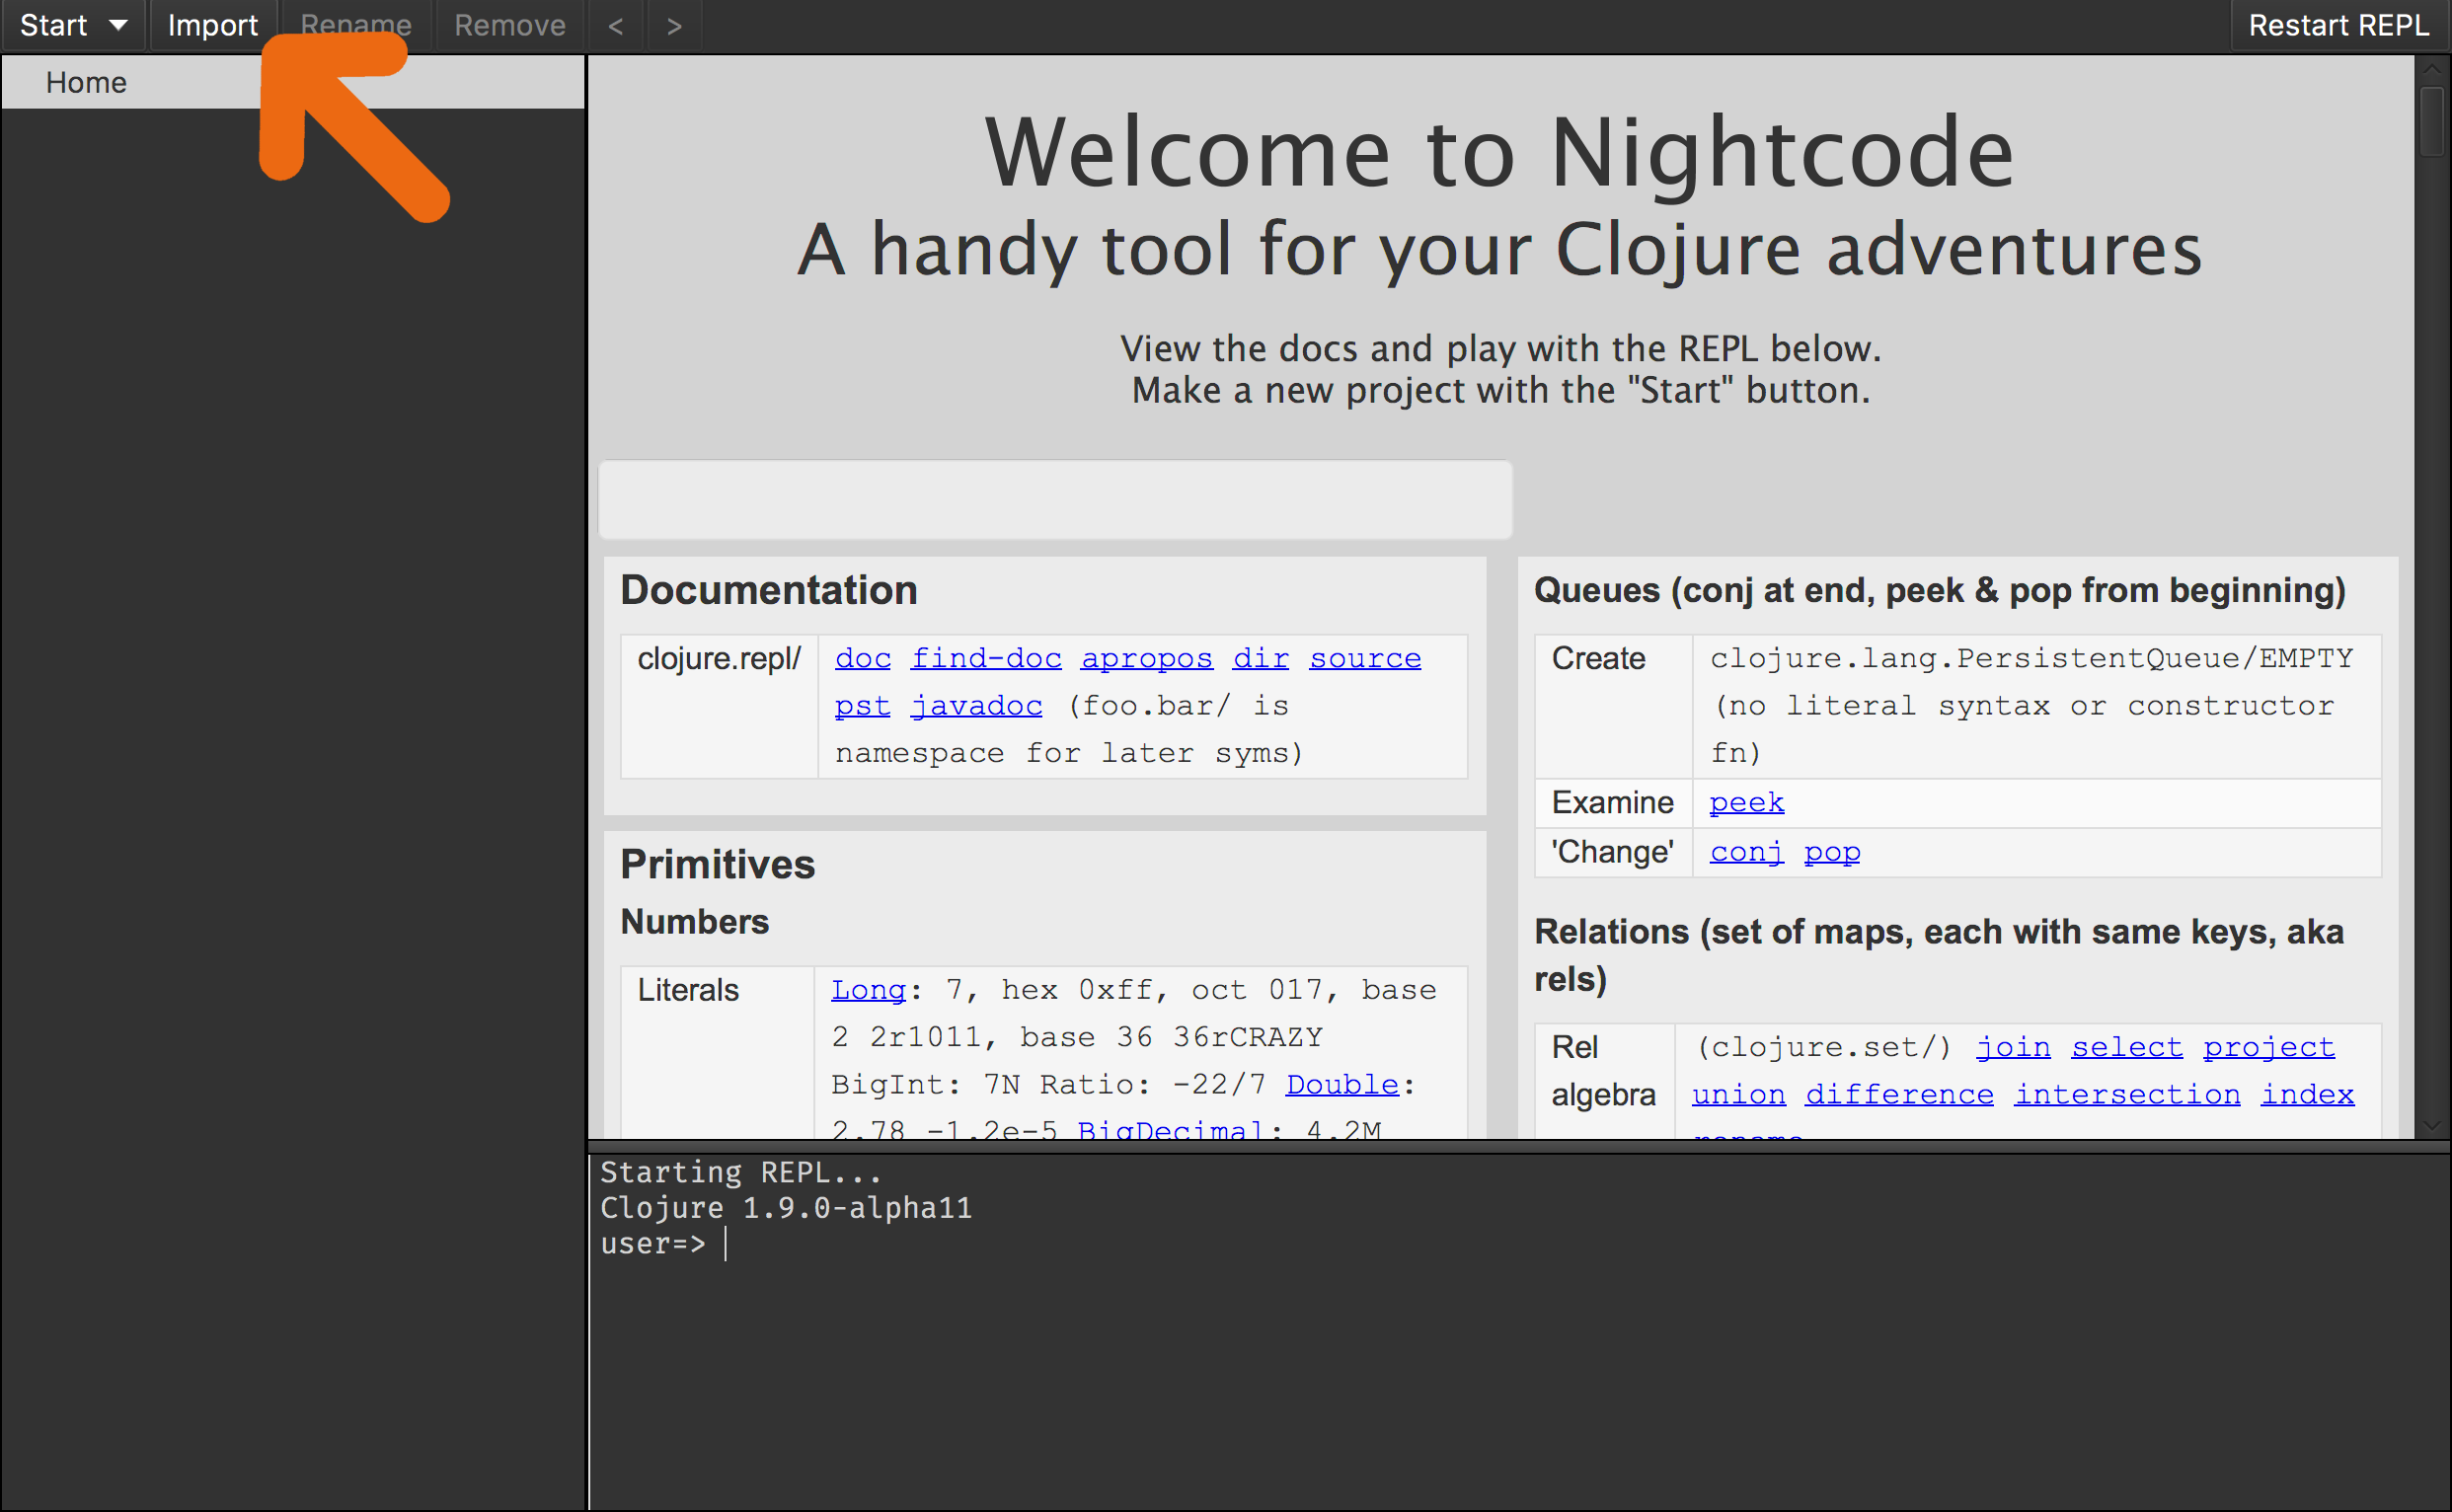 Start Import Rename Remove < > Restart REPL
Home
Welcome to Nightcode
A handy tool for your Clojure adventures
View the docs and play with the REPL below.
Make a new project with the "Start" button.
Documentation
clojure.repl/ doc find-doc apropos dir source
pst javadoc (foo.bar/ is
namespace for later syms)
Primitives
Numbers
Literals Long: 7, hex 0xff, oct 017, base
2 2r1011, base 36 36rCRAZY
BigInt: 7N Ratio: -22/7 Double:
2.78 -1.2e-5 BigDecimal: 4.2M
Queues (conj at end, peek & pop from beginning)
Create clojure.lang.PersistentQueue/EMPTY
(no literal syntax or constructor
fn)
Examine peek
'Change' conj pop
Relations (set of maps, each with same keys, aka
rels)
Rel (clojure.set/) join select project
algebra union difference intersection index
Starting REPL...
Clojure 1.9.0-alpha11
user=>